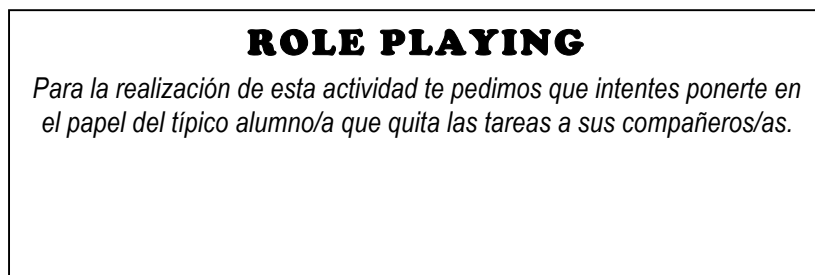 ROLE PLAYING
Para la realización de esta actividad te pedimos que intentes ponerte en
el papel del típico alumno/a que quita las tareas a sus compañeros/as.